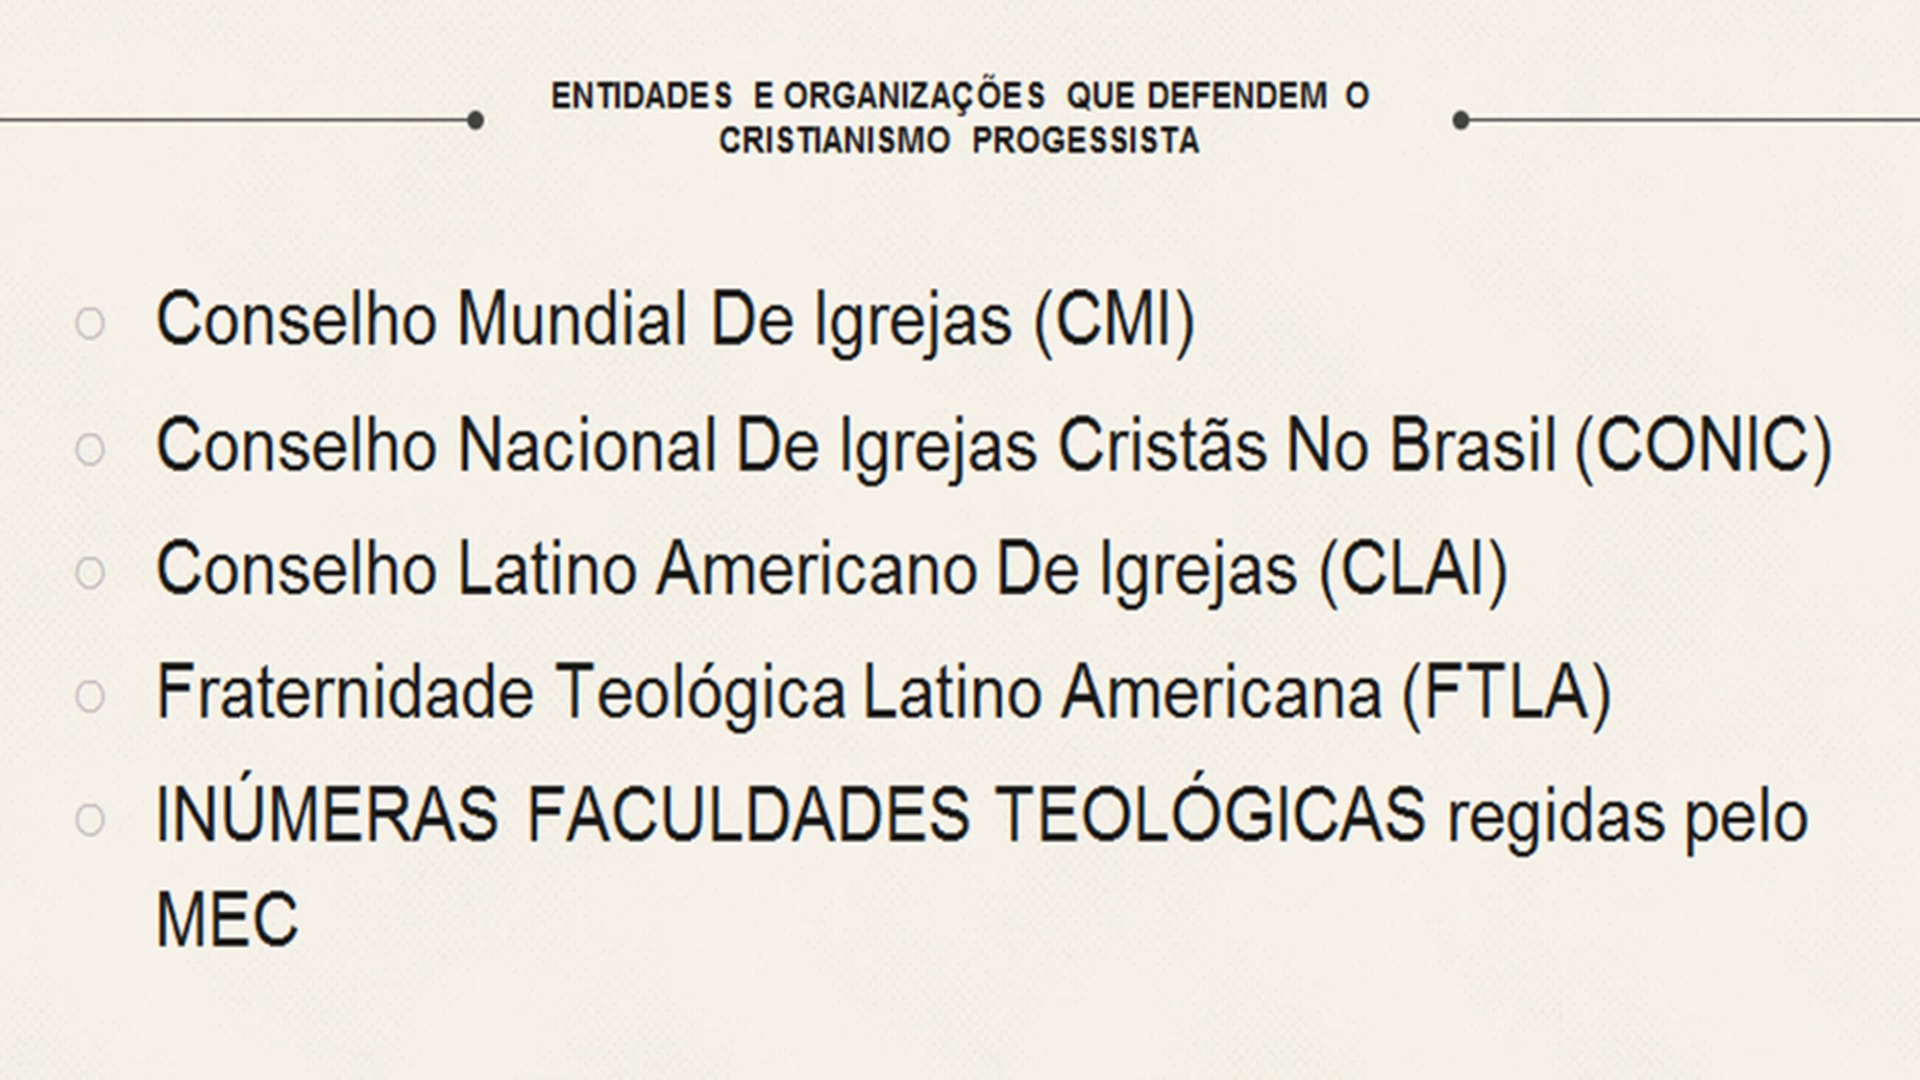 ENTIDADES E ORGANIZAÇÕES QUE DEFENDEM O
CRISTIANISMO PROGESSISTA
Conselho Mundial De Igrejas (CMI)
Conselho Nacional De Igrejas Cristãs No Brasil (CONIC)
Conselho Latino Americano De Igrejas (CLAI)
Fraternidade Teológica Latino Americana (FTLA)
INÚMERAS FACULDADES TEOLÓGICAS regidas pelo
MEC